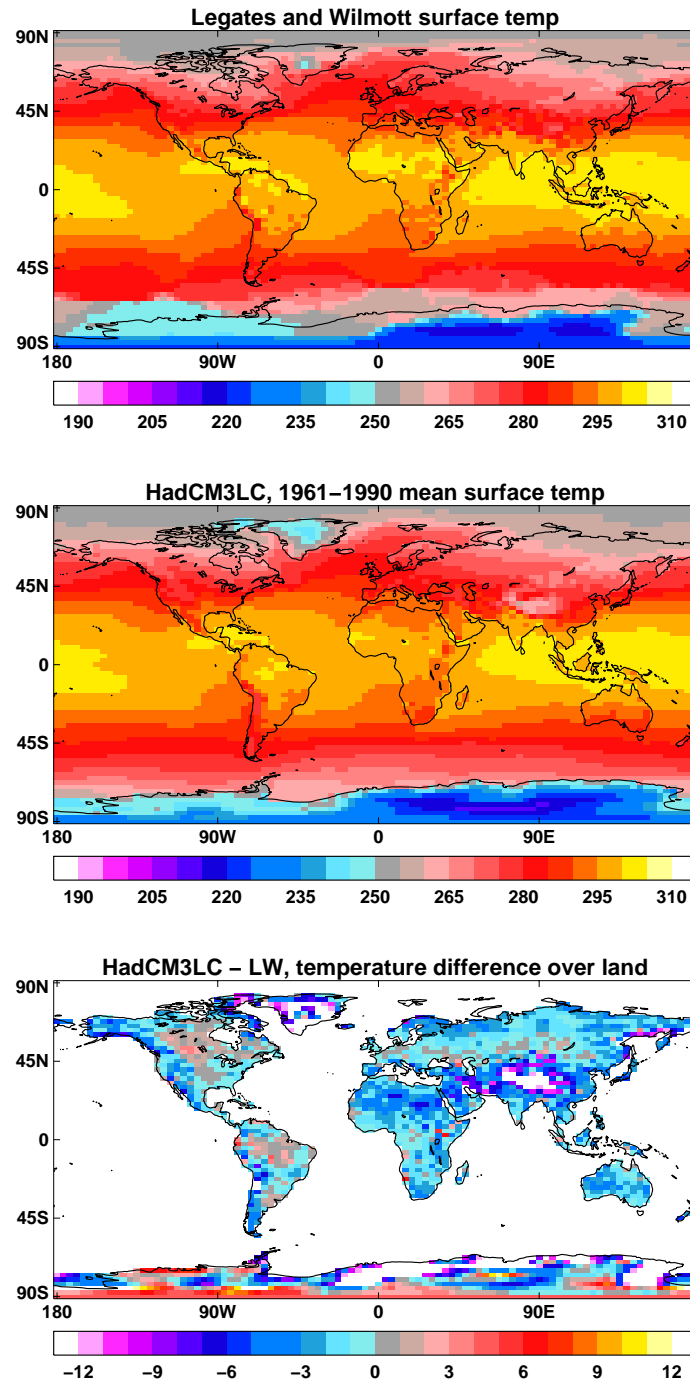 Legates and Wilmott surface temp
90N
45N
0
45S
90S
180 90W 0 90E
190 205 220 235 250 265 280 295 310
HadCM3LC, 1961−1990 mean surface temp
90N
45N
0
45S
90S
180 90W 0 90E
190 205 220 235 250 265 280 295 310
HadCM3LC − LW, temperature difference over land
90N
45N
0
45S
90S
180 90W 0 90E
−12 −9 −6 −3 0 3 6 9 12